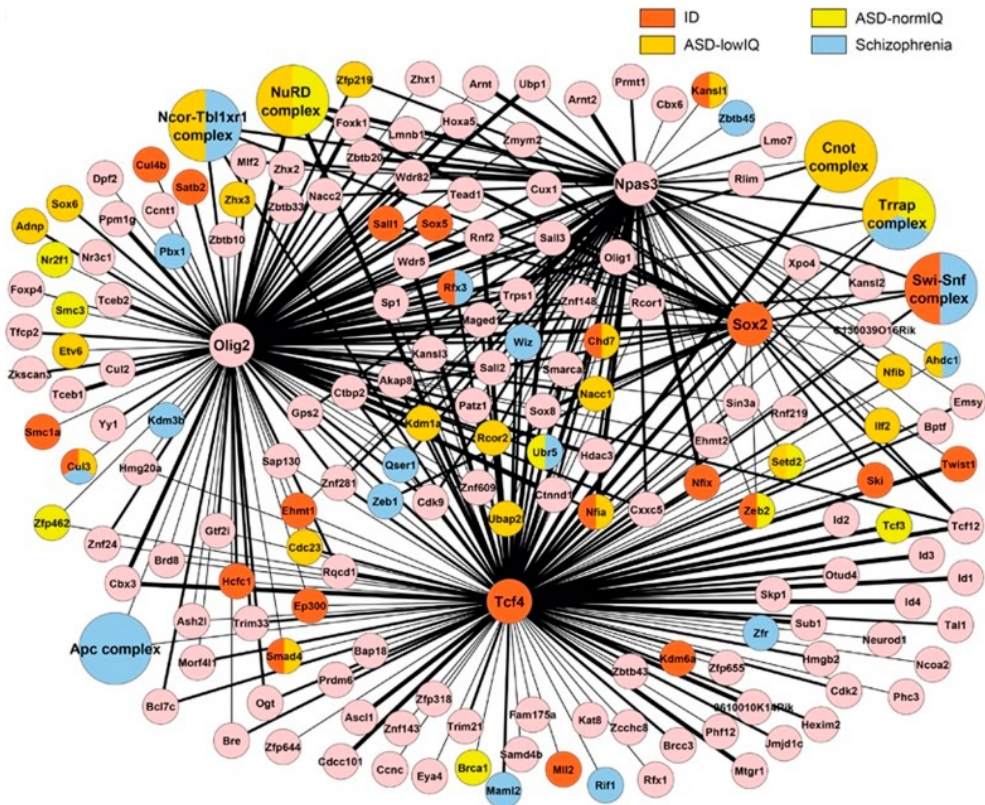 ID
ASD-normIQ
ASD-lowIQ
Schizophrenia
NuRD
complex
Zfp219
Zhx1
Arnt
Ubp1
Prmt1
Kansl1
Arnt2
Cbx6
Zbtb45
Ncor-Tbl1xr1
complex
Foxk1
Lmnb1
Hoxa5
Zmym2
Lmo7
Cnot
complex
Cul4b
Mlf2
Zhx2
Zbtb20
Wdr82
Npas3
Rlim
Dpf2
Satb2
Zhx3
Zbtb33
Nacc2
Tead1
Cux1
Trrap
complex
Sox6
Ccnt1
Ppm1g
Adnp
Pbx1
Zbtb10
Sall1
Sox5
Rnf2
Sall3
Nr2f1
Nr3c1
Wdr5
Olig1
Xpo4
Kansl2
Swi-Snf
complex
Foxp4
Smc3
Tceb2
Sp1
Rfx3
Trps1
Znf148
Rcor1
Tfcp2
Maged1
Sox2
6130039O16Rik
Olig2
Wiz
Chd7
Etv6
Kansl3
Ahdc1
Zkscan3
Cul2
Akap8
Sall2
Smarca
Nfib
Tceb1
Ctbp2
Nacc1
Emsy
Smc1a
Yy1
Kdm3b
Gps2
Kdm1a
Patz1
Sox8
Sin3a
Rnf219
Ilf2
Bptf
Rcor2
Ubr5
Hdac3
Ehmt2
Cul3
Hmg20a
Sap130
Qser1
Setd2
Twist1
Znf281
Znf609
Ctnnd1
Nfix
Ski
Zfp462
Ehmt1
Zeb1
Cdk9
Ubap2l
Nfia
Cxxc5
Zeb2
Znf24
Gtf2i
Cdc23
Id2
Tcf3
Tcf12
Brd8
Rqcd1
Id3
Cbx3
Hcfc1
Otud4
Id1
Ep300
Tcf4
Skp1
Id4
Apc complex
Ash2l
Trim33
Sub1
Tal1
Zfr
Neurod1
Morf4l1
Smad4
Bap18
Kdm6a
Hmgb2
Ncoa2
Prdm6
Zbtb43
Zfp655
Cdk2
Phc3
Bcl7c
Ogt
Zfp318
9610010K14Rik
Hexim2
Ascl1
Znf143
Trim21
Fam175a
Kat8
Zcchc8
Phf12
Jmjd1c
Bre
Zfp644
Cdcc101
Ccnc
Eya4
Brca1
Samd4b
Mll2
Rif1
Rfx1
Brcc3
Mtgr1
Maml2